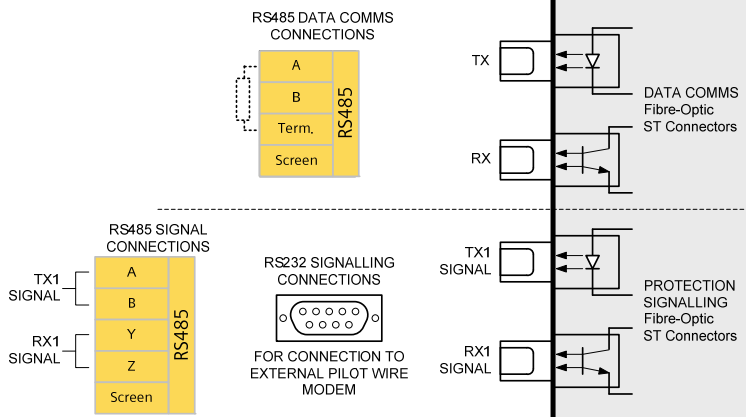 RS485 DATA COMMS
CONNECTIONS
A
B
Term.
Screen
RS485
TX
RX
DATA COMMS
Fibre-Optic
ST Connectors
RS485 SIGNAL
CONNECTIONS
TX1
SIGNAL
RX1
SIGNAL
A
B
Y
Z
Screen
RS485
RS232 SIGNALLING
CONNECTIONS
FOR CONNECTION TO
EXTERNAL PILOT WIRE
MODEM
TX1
SIGNAL
RX1
SIGNAL
PROTECTION
SIGNALLING
Fibre-Optic
ST Connectors